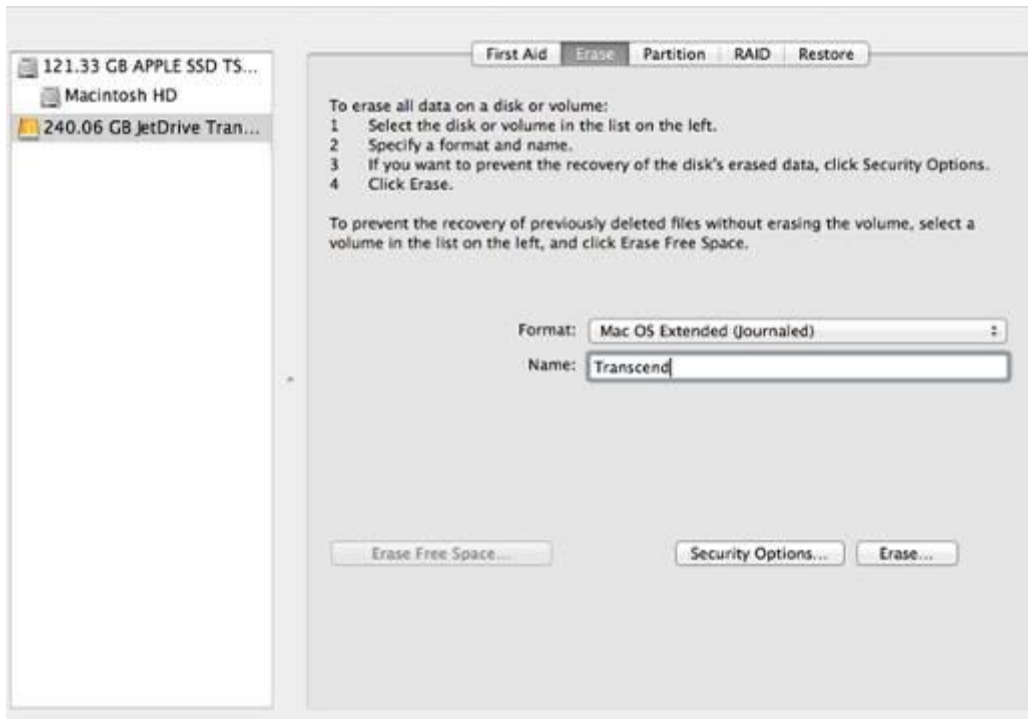 121.33 GB APPLE SSD TS...
Macintosh HD
240.06 GB JetDrive Tran...
First Aid Erase Partition RAID Restore
To erase all data on a disk or volume:
1 Select the disk or volume in the list on the left.
2 Specify a format and name.
3 If you want to prevent the recovery of the disk's erased data, click Security Options.
4 Click Erase.
To prevent the recovery of previously deleted files without erasing the volume, select a
volume in the list on the left, and click Erase Free Space.
Format: Mac OS Extended (Journaled)
Name: Transcend
Erase Free Space... Security Options... Erase...